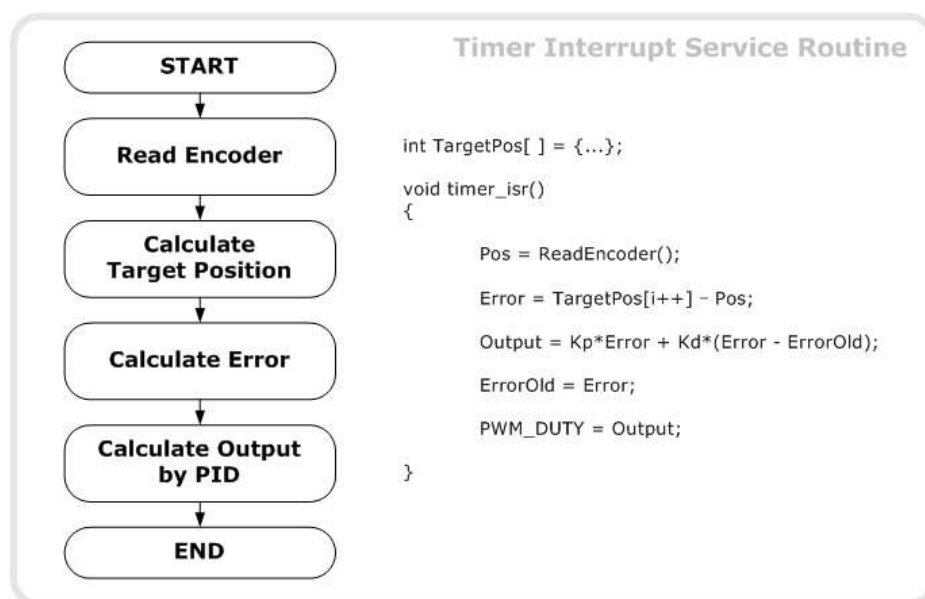 Timer Interrupt Service Routine
START
Read Encoder
Calculate
Target Position
Calculate Error
Calculate Output
by PID
END
int TargetPos[ ] = {...};
void timer_isr()
{
Pos = ReadEncoder();
Error = TargetPos[i++] – Pos;
Output = Kp*Error + Kd*(Error - ErrorOld);
ErrorOld = Error;
PWM_DUTY = Output;
}